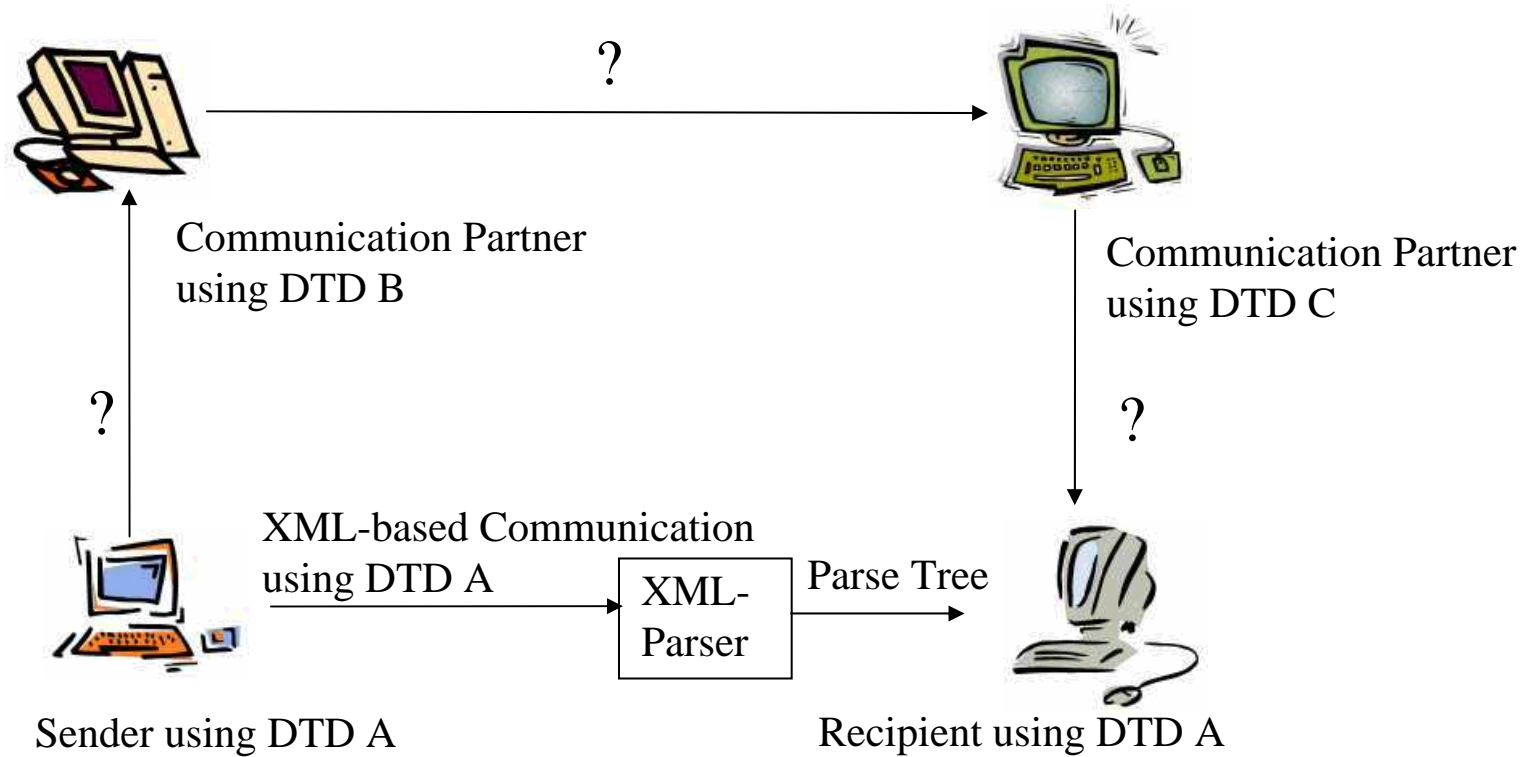 ?
Communication Partner
using DTD B
Communication Partner
using DTD C
?
?
XML-based Communication
using DTD A
XML-
Parser
Parse Tree
Sender using DTD A
Recipient using DTD A